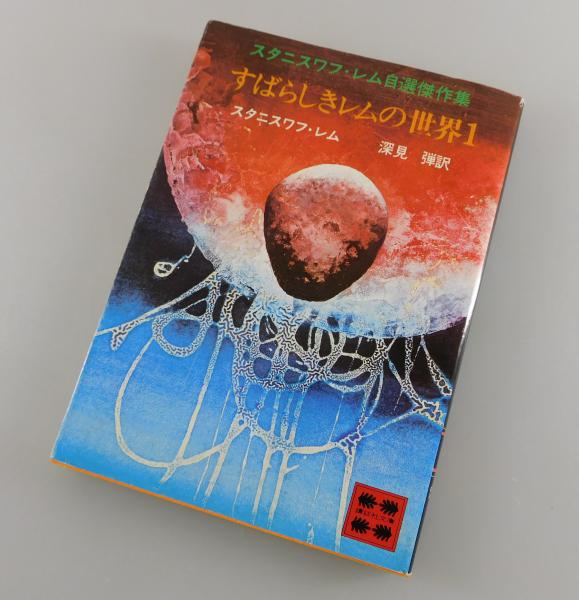 スタニスワフ・レム自選傑作集
すばらしきレムの世界1
スタニスワフ・レム 深見 弾訳